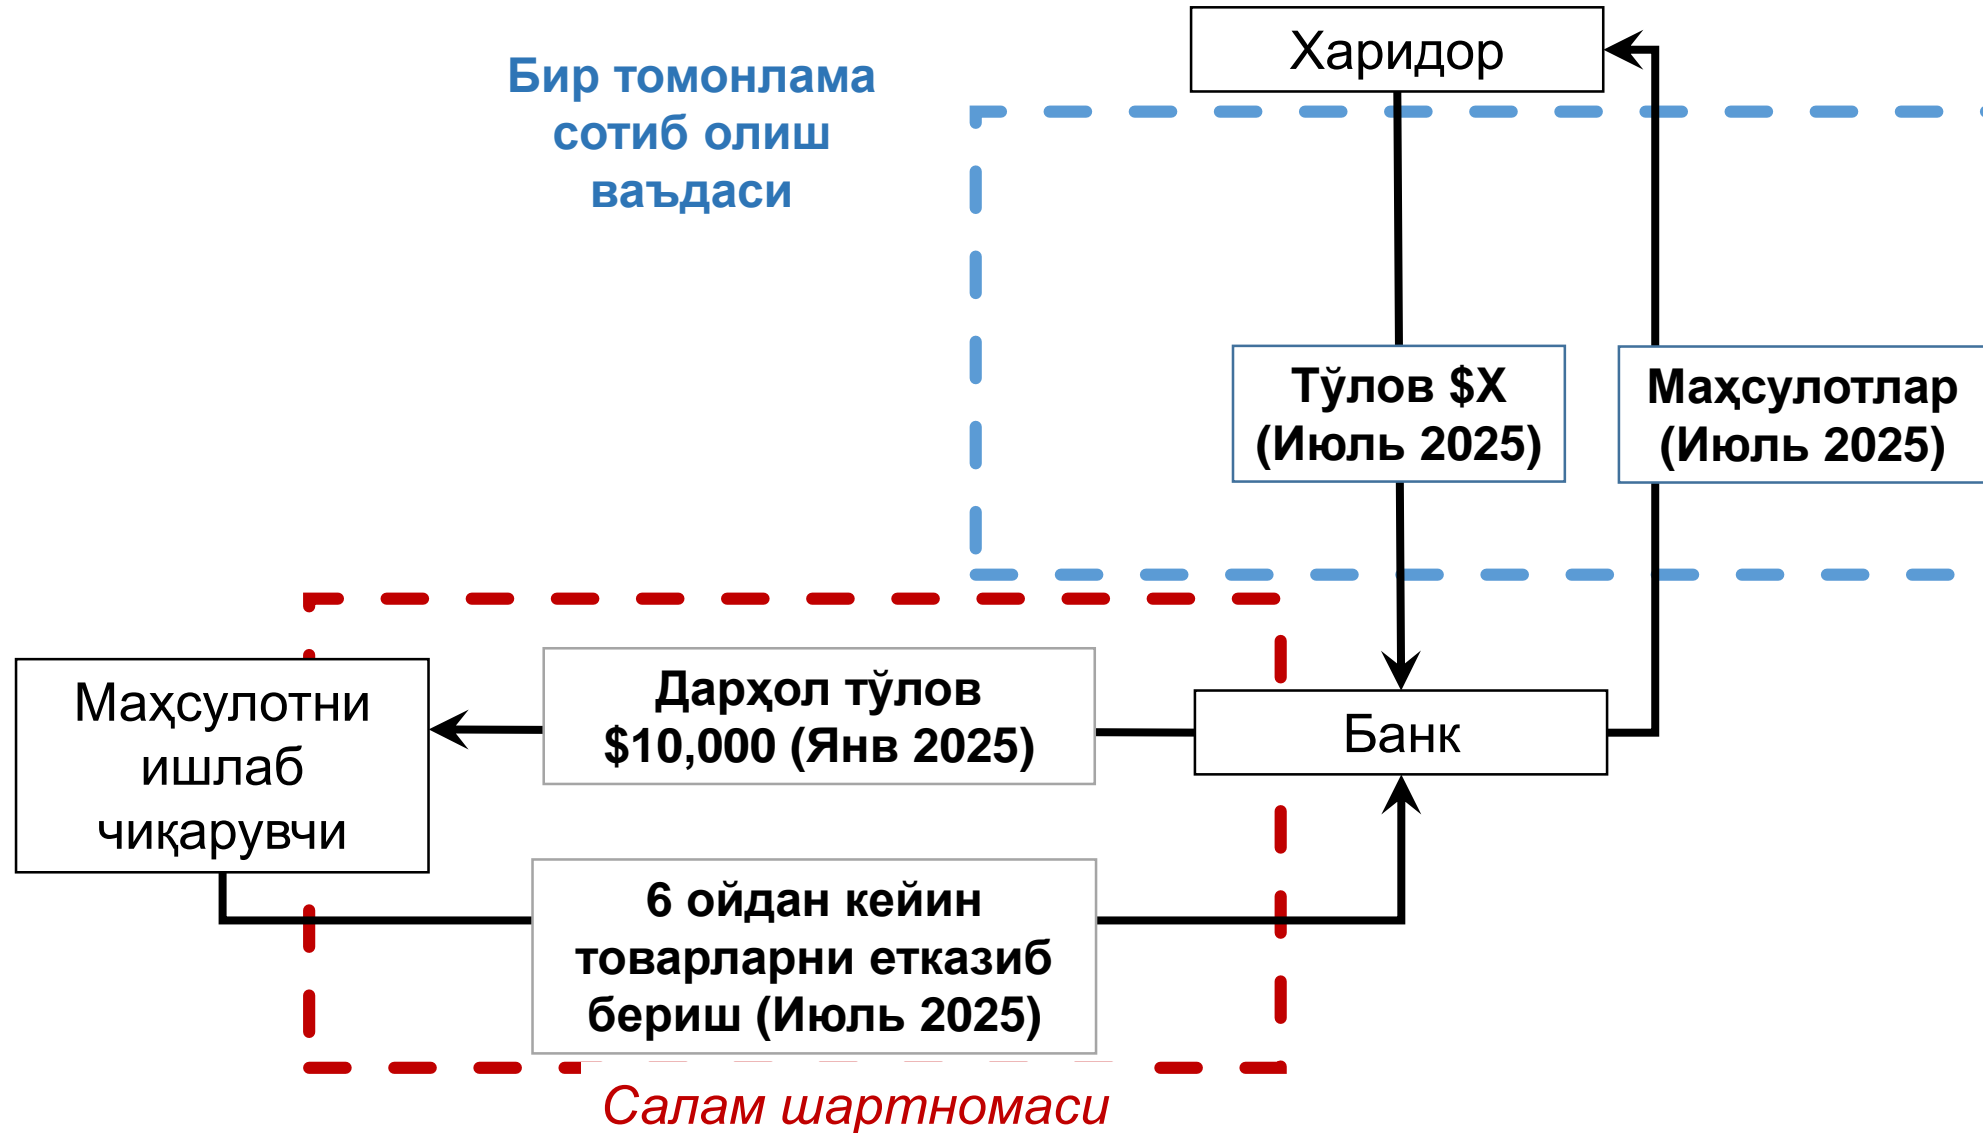 Харидор
Бир томонлама
сотиб олиш
ваъдаси
Тўлов $X
(Июль 2025)
Маҳсулотлар
(Июль 2025)
Маҳсулотни
ишлаб
чиқарувчи
Дарҳол тўлов
$10,000 (Янв 2025)
Банк
6 ойдан кейин
товарларни етказиб
бериш (Июль 2025)
Салам шартномаси